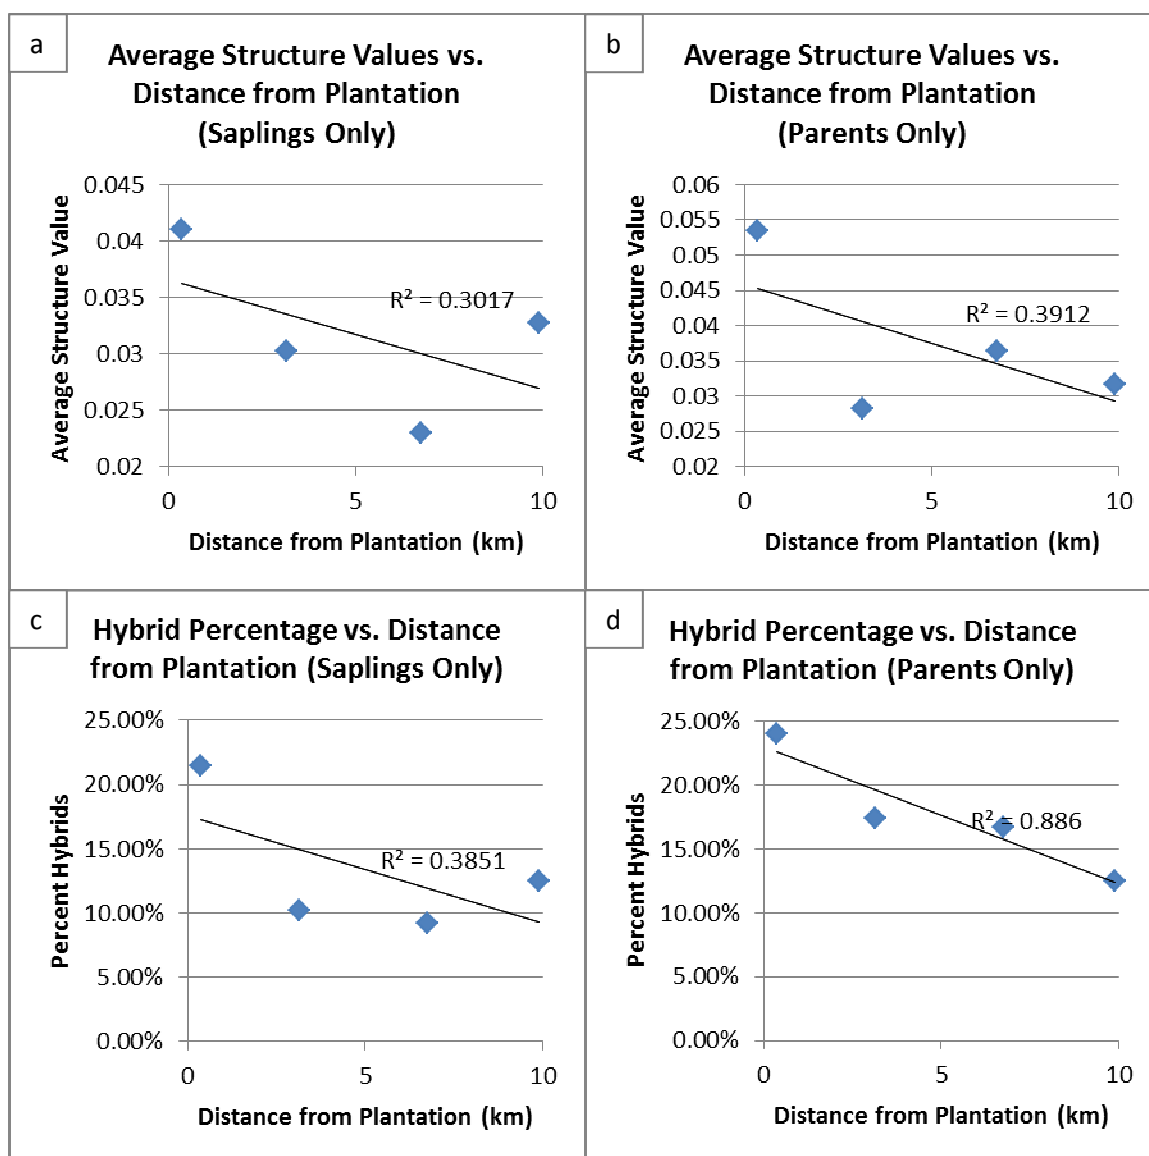 a
Average Structure Values vs.
Distance from Plantation
(Saplings Only)
0.045
0.04
0.035
0.03
0.025
0.02
Average Structure Value
R² = 0.3017
0
5
10
Distance from Plantation (km)
b
Average Structure Values vs.
Distance from Plantation
(Parents Only)
0.06
0.055
0.05
0.045
0.04
0.035
0.03
0.025
0.02
Average Structure Value
R² = 0.3912
0
5
10
Distance from Plantation (km)
c
Hybrid Percentage vs. Distance
from Plantation (Saplings Only)
25.00%
20.00%
15.00%
10.00%
5.00%
0.00%
Percent Hybrids
R² = 0.3851
0
5
10
Distance from Plantation (km)
d
Hybrid Percentage vs. Distance
from Plantation (Parents Only)
25.00%
20.00%
15.00%
10.00%
5.00%
0.00%
Percent Hybrids
R² = 0.886
0
5
10
Distance from Plantation (km)